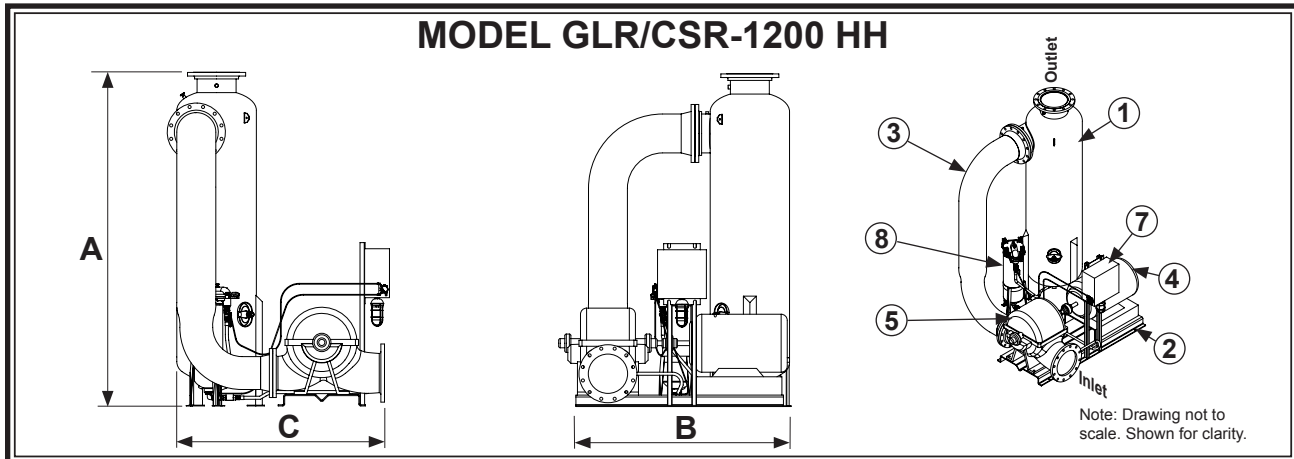 MODEL GLR/CSR-1200 HH
A
C
B
Outlet
1
3
7
8
4
5
2
Inlet
Note: Drawing not to
scale. Shown for clarity.